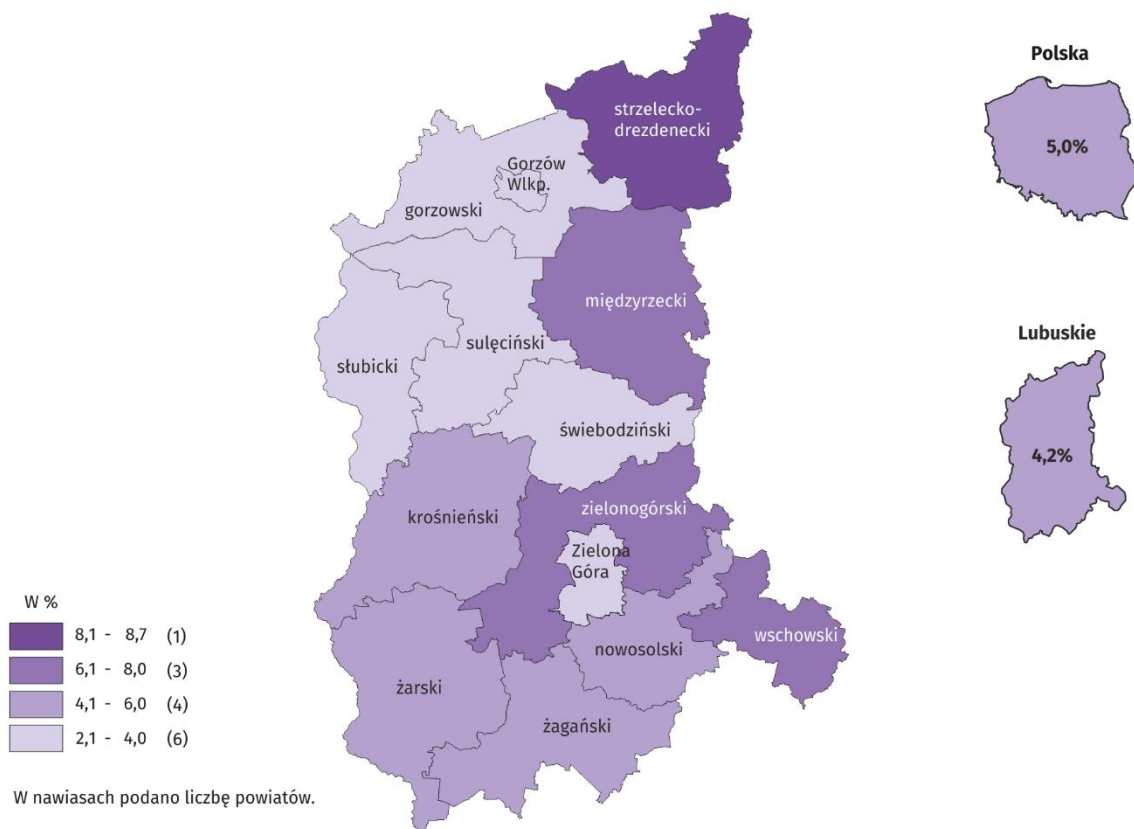 strzelecko-
drezdenecki
Gorzów
Wlkp.
gorzowski
międzyrzecki
sulęciński
słubicki
świebodziński
krośnieński
zielonogórski
Zielona
Góra
wschowski
nowosolski
żarski
żagański
Polska
5,0%
Lubuskie
4,2%
W %
8,1 - 8,7 (1)
6,1 - 8,0 (3)
4,1 - 6,0 (4)
2,1 - 4,0 (6)
W nawiasach podano liczbę powiatów.